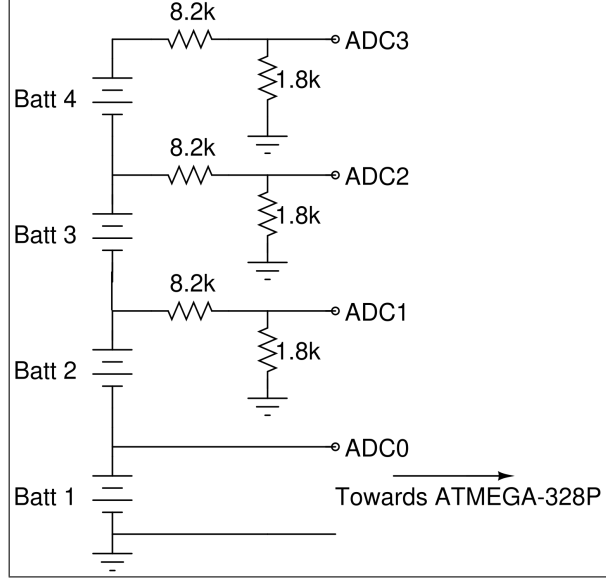 8.2k
ADC3
1.8k
Batt 4
8.2k
ADC2
1.8k
Batt 3
8.2k
ADC1
1.8k
Batt 2
ADC0
Batt 1
Towards ATMEGA-328P